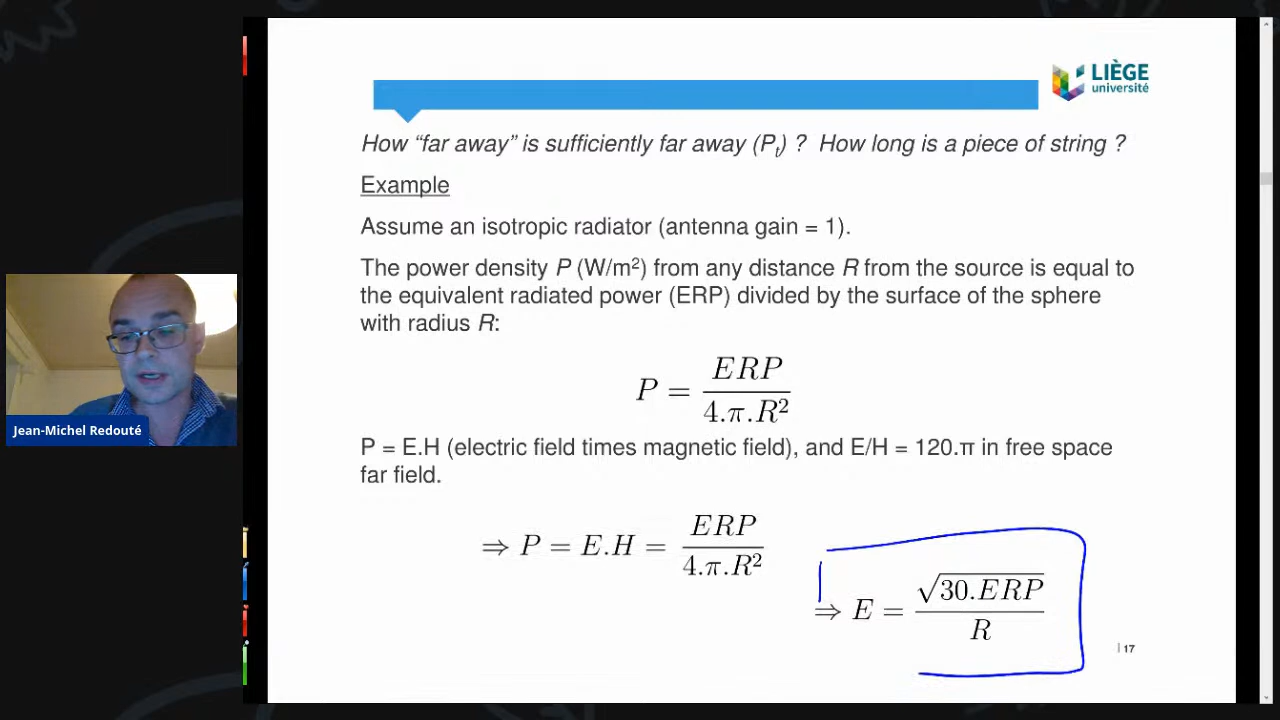 LIÈGE
université
How “far away” is sufficiently far away (Pₜ) ?  How long is a piece of string ?
Example
Assume an isotropic radiator (antenna gain = 1).
The power density P (W/m²) from any distance R from the source is equal to
the equivalent radiated power (ERP) divided by the surface of the sphere
with radius R:
P = ERP / 4.π.R²
P = E.H (electric field times magnetic field), and E/H = 120.π in free space
far field.
⇒ P = E.H = ERP / 4.π.R²
⇒ E = √30.ERP / R
| 17
Jean-Michel Redouté